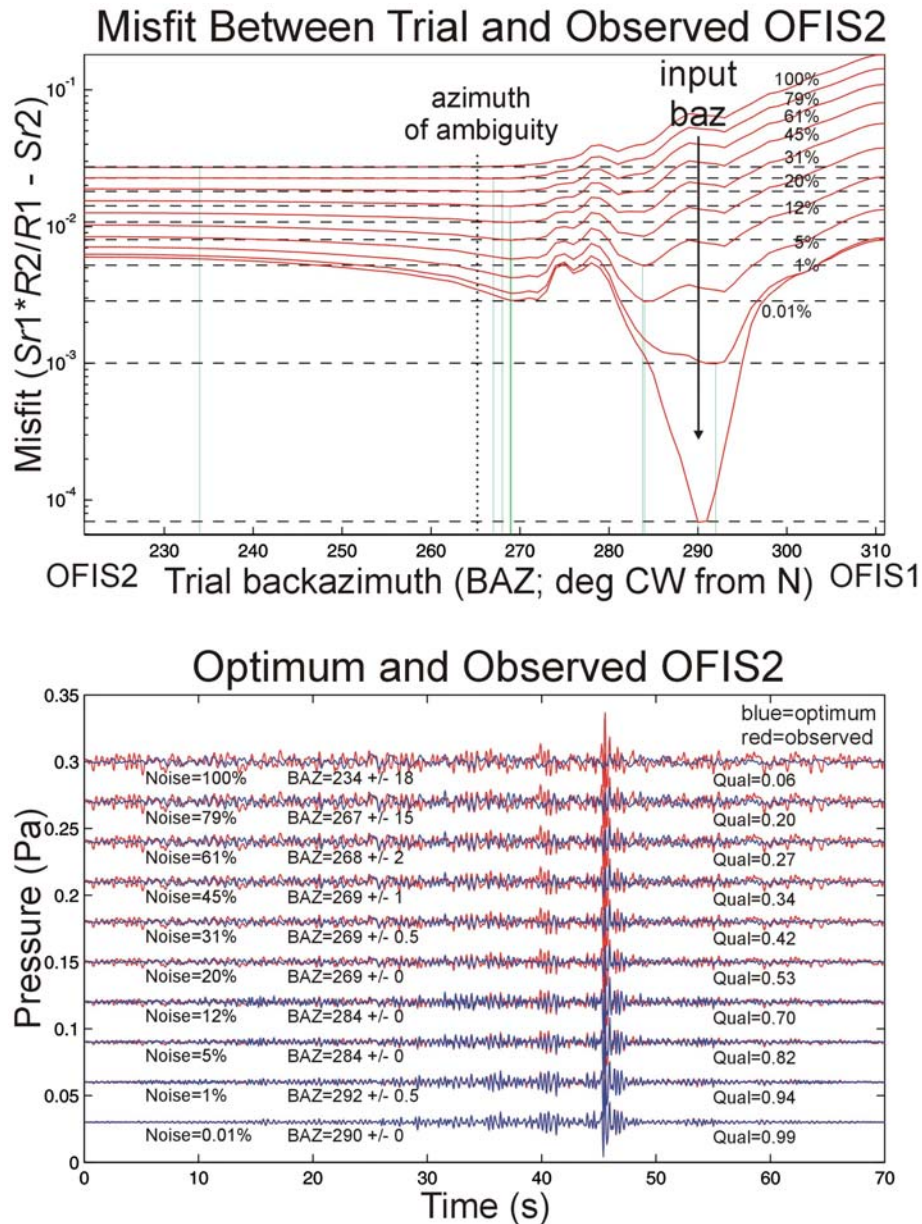 Misfit Between Trial and Observed OFIS2
Misfit (Sr1*R2/R1 - Sr2)
10^-1
10^-2
10^-3
10^-4
azimuth
of ambiguity
input
baz
100%
79%
61%
45%
31%
20%
12%
5%
1%
0.01%
230 240 250 260 270 280 290 300 310
OFIS2 Trial backazimuth (BAZ; deg CW from N) OFIS1
Optimum and Observed OFIS2
Pressure (Pa)
0.35
0.3
0.25
0.2
0.15
0.1
0.05
0
blue=optimum
red=observed
Noise=100% BAZ=234 +/- 18 Qual=0.06
Noise=79% BAZ=267 +/- 15 Qual=0.20
Noise=61% BAZ=268 +/- 2 Qual=0.27
Noise=45% BAZ=269 +/- 1 Qual=0.34
Noise=31% BAZ=269 +/- 0.5 Qual=0.42
Noise=20% BAZ=269 +/- 0 Qual=0.53
Noise=12% BAZ=284 +/- 0 Qual=0.70
Noise=5% BAZ=284 +/- 0 Qual=0.82
Noise=1% BAZ=292 +/- 0.5 Qual=0.94
Noise=0.01% BAZ=290 +/- 0 Qual=0.99
0 10 20 30 40 50 60 70
Time (s)